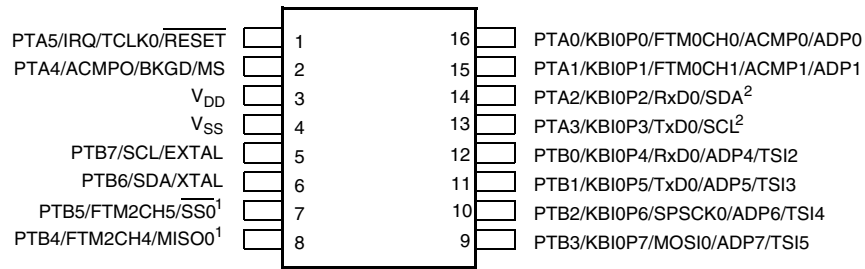 PTA5/IRQ/TCLK0/RESET 1 16 PTA0/KBI0P0/FTM0CH0/ACMP0/ADP0
PTA4/ACMPO/BKGD/MS 2 15 PTA1/KBI0P1/FTM0CH1/ACMP1/ADP1
VDD 3 14 PTA2/KBI0P2/RxD0/SDA2
VSS 4 13 PTA3/KBI0P3/TxD0/SCL2
PTB7/SCL/EXTAL 5 12 PTB0/KBI0P4/RxD0/ADP4/TSI2
PTB6/SDA/XTAL 6 11 PTB1/KBI0P5/TxD0/ADP5/TSI3
PTB5/FTM2CH5/SS01 7 10 PTB2/KBI0P6/SPSCK0/ADP6/TSI4
PTB4/FTM2CH4/MISO01 8 9 PTB3/KBI0P7/MOSI0/ADP7/TSI5